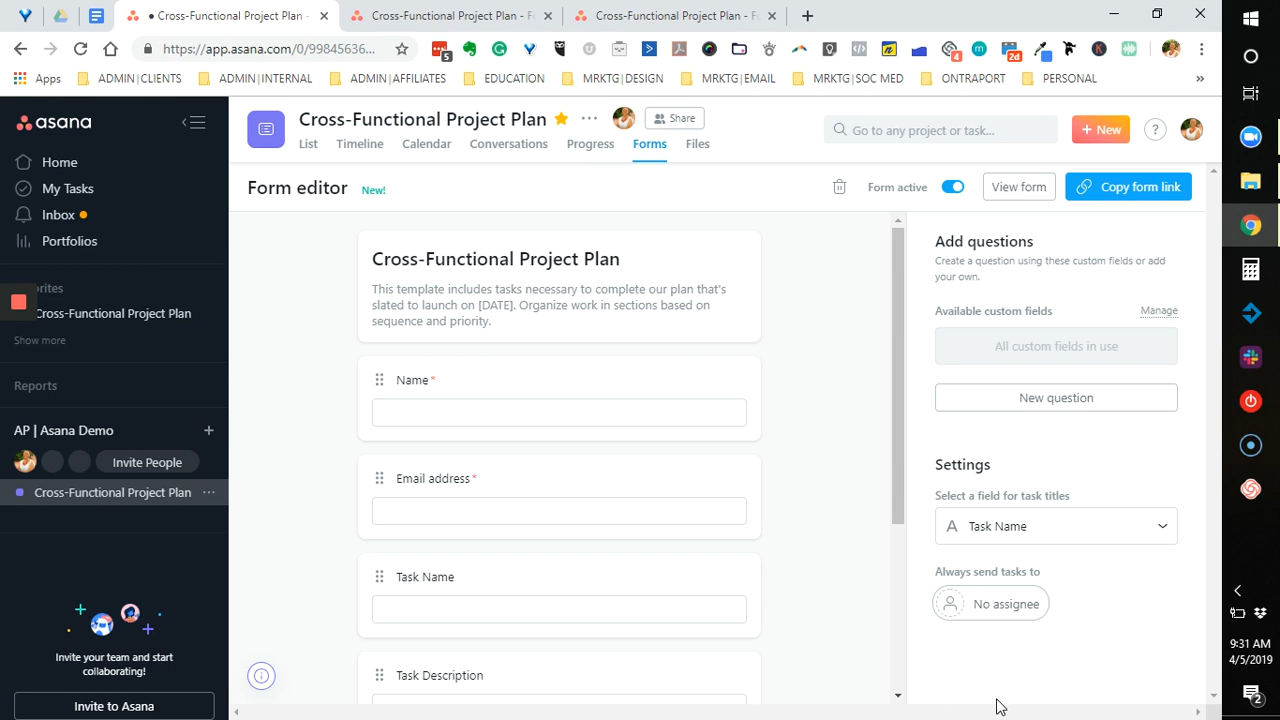 • Cross-Functional Project Plan -
Cross-Functional Project Plan - F
Cross-Functional Project Plan - F
https://app.asana.com/0/99845636...
5
4
2d
Apps
ADMIN|CLIENTS
ADMIN|INTERNAL
ADMIN|AFFILIATES
EDUCATION
MRKTG|DESIGN
MRKTG|EMAIL
MRKTG|SOC MED
ONTRAPORT
PERSONAL
»
asana
Cross-Functional Project Plan
Share
Go to any project or task...
+ New
?
List
Timeline
Calendar
Conversations
Progress
Forms
Files
Home
My Tasks
Inbox
Portfolios
orites
Cross-Functional Project Plan
Show more
Reports
AP | Asana Demo
Invite People
Cross-Functional Project Plan
Invite your team and start
collaborating!
Invite to Asana
Form editor
New!
Form active
View form
Copy form link
Cross-Functional Project Plan
This template includes tasks necessary to complete our plan that's
slated to launch on [DATE]. Organize work in sections based on
sequence and priority.
Name*
Email address*
Task Name
Task Description
Add questions
Create a question using these custom fields or add
your own.
Available custom fields
Manage
All custom fields in use
New question
Settings
Select a field for task titles
A Task Name
Always send tasks to
No assignee
9:31 AM
4/5/2019
2